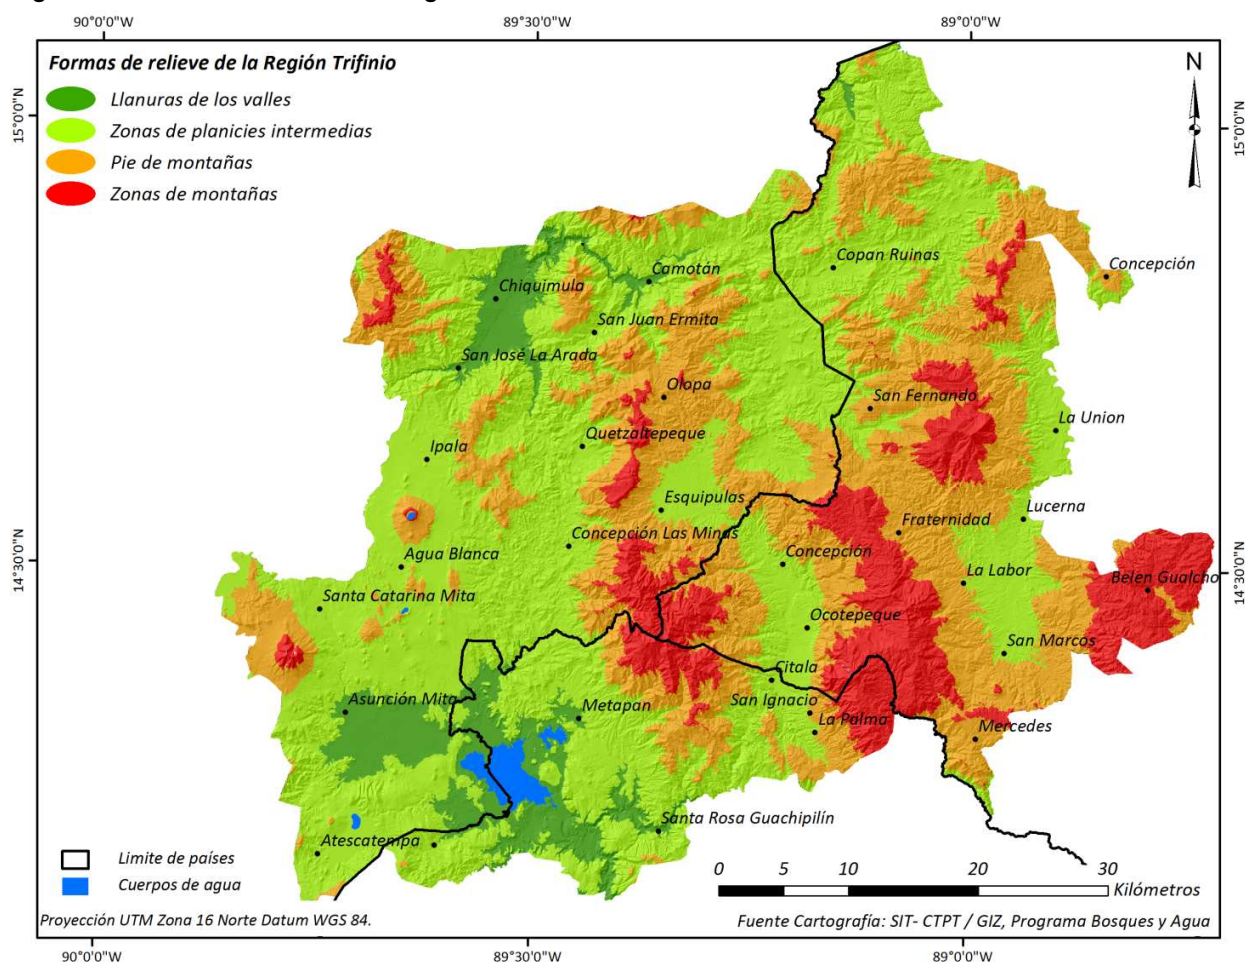 90°0'0"W
89°30'0"W
89°0'0"W
Formas de relieve de la Región Trifinio
Llanuras de los valles
Zonas de planicies intermedias
Pie de montañas
Zonas de montañas
N
15°0'0"N
15°0'0"N
Copan Ruinas
Concepción
Camotán
Chiquimula
San Juan Ermita
San José La Arada
Olopa
San Fernando
La Union
Quetzaltepeque
Ipala
Esquipulas
Lucerna
Fraternidad
Concepción Las Minas
Concepción
Agua Blanca
14°30'0"N
14°30'0"N
La Labor
Belen Gualcho
Santa Catarina Mita
Ocotepeque
San Marcos
Citala
Asunción Mita
Metapan
San Ignacio
La Palma
Mercedes
Santa Rosa Guachipilín
Atescatempa
Limite de países
Cuerpos de agua
0 5 10 20 30
Kilómetros
Proyección UTM Zona 16 Norte Datum WGS 84.
Fuente Cartografía: SIT- CTPT / GIZ, Programa Bosques y Agua
90°0'0"W
89°30'0"W
89°0'0"W